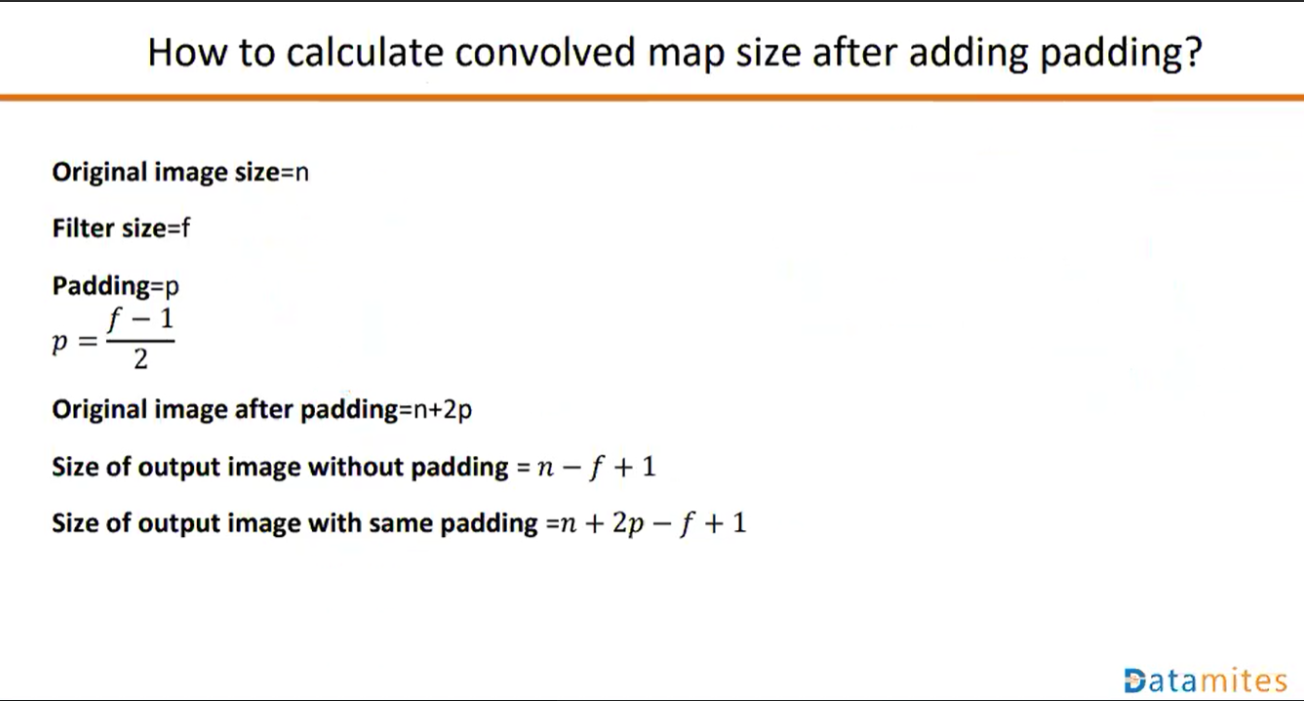 How to calculate convolved map size after adding padding?
Original image size=n
Filter size=f
Padding=p
p = (f − 1)/2
Original image after padding=n+2p
Size of output image without padding = n − f + 1
Size of output image with same padding =n + 2p − f + 1
Datamites